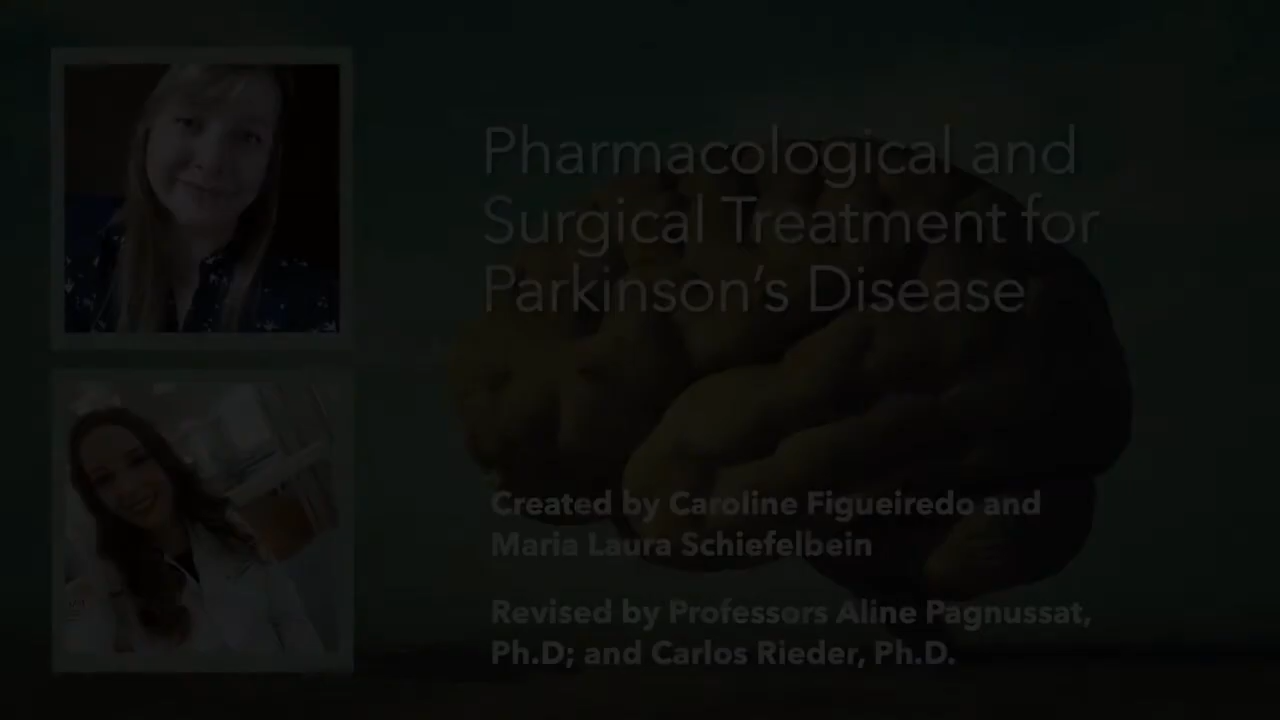 Pharmacological and
Surgical Treatment for
Parkinson’s Disease
Created by Caroline Figueiredo and
Maria Laura Schiefelbein
Revised by Professors Aline Pagnussat,
Ph.D; and Carlos Rieder, Ph.D.